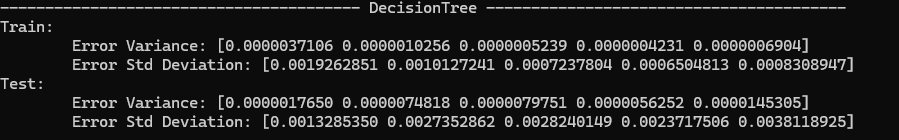 ---------------------------------------- DecisionTree ----------------------------------------
Train:
Error Variance: [0.0000037106 0.0000010256 0.0000005239 0.0000004231 0.0000006904]
Error Std Deviation: [0.0019262851 0.0010127241 0.0007237804 0.0006504813 0.0008308947]
Test:
Error Variance: [0.0000017650 0.0000074818 0.0000079751 0.0000056252 0.0000145305]
Error Std Deviation: [0.0013285350 0.0027352862 0.0028240149 0.0023717506 0.0038118925]